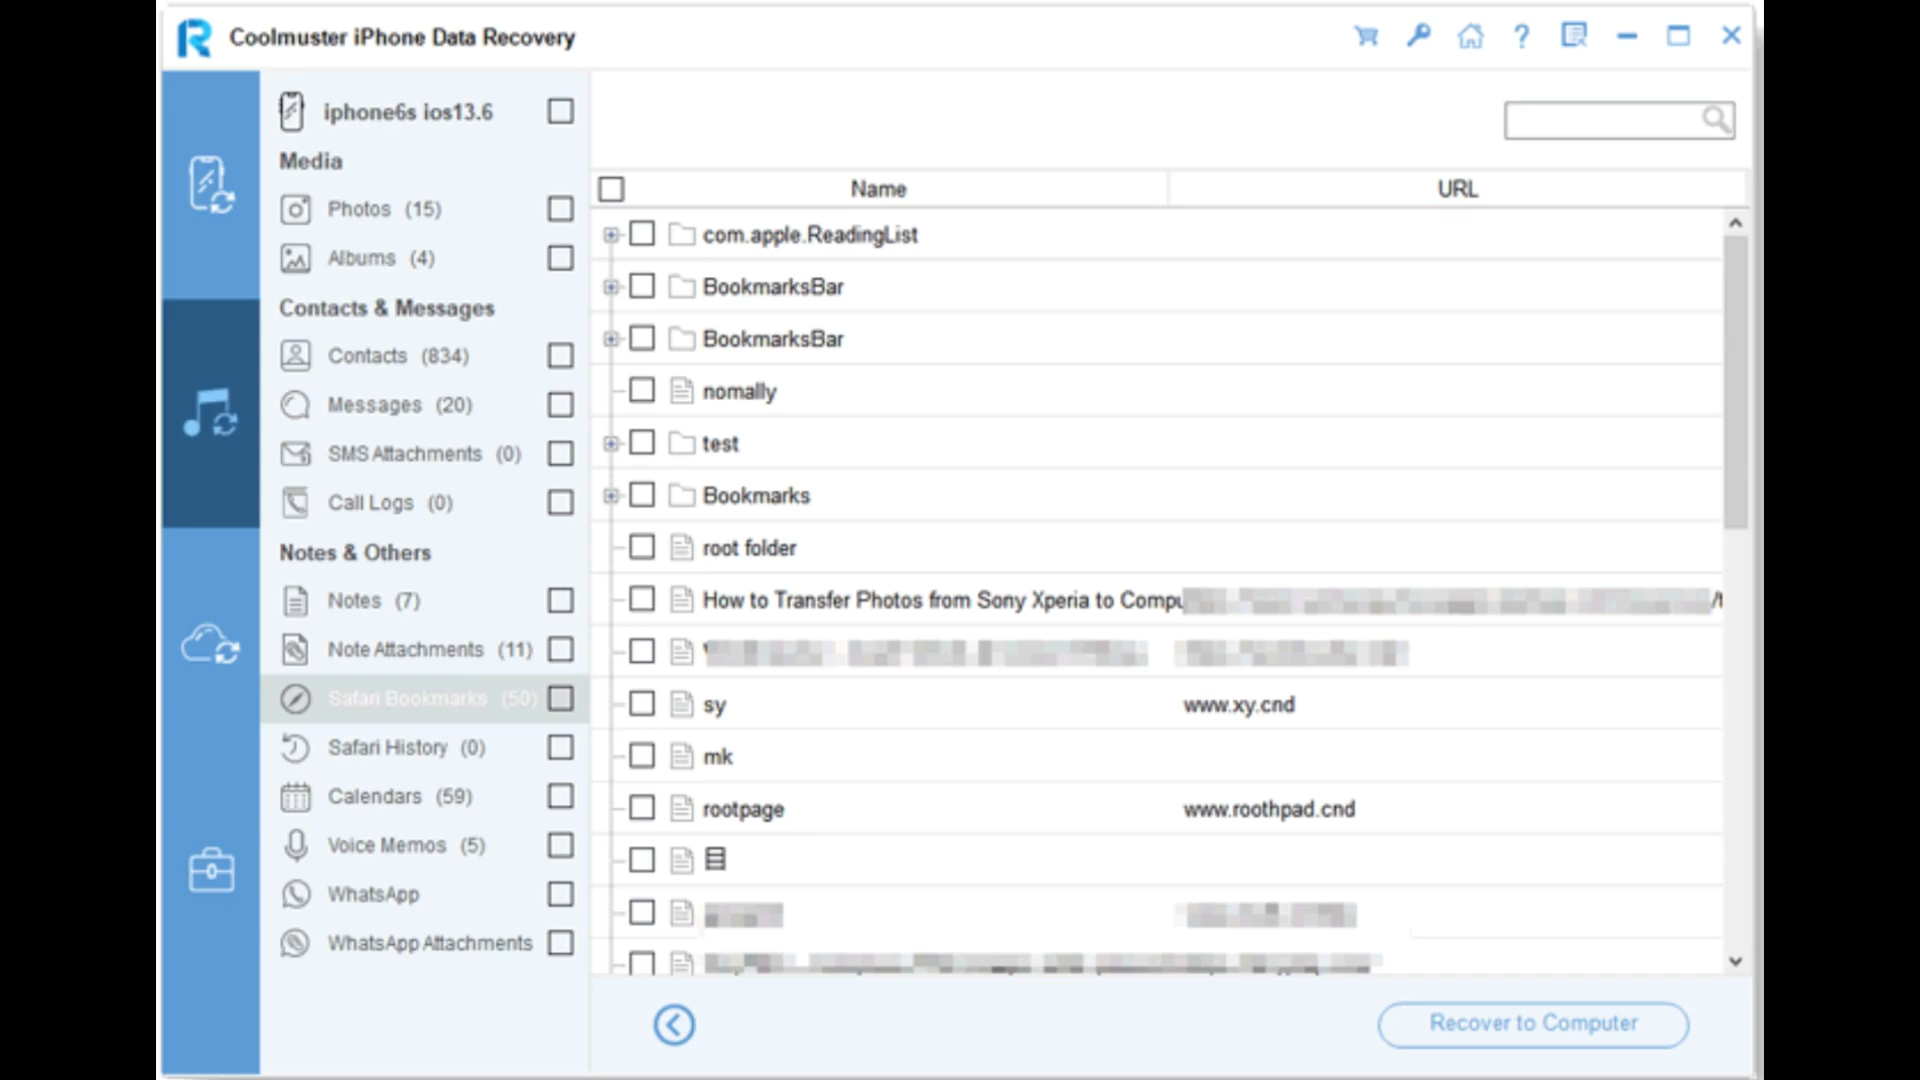 Coolmuster iPhone Data Recovery
iphone6s ios13.6
Media
Photos (15)
Albums (4)
Contacts & Messages
Contacts (834)
Messages (20)
SMS Attachments (0)
Call Logs (0)
Notes & Others
Notes (7)
Note Attachments (11)
Safari Bookmarks (50)
Safari History (0)
Calendars (59)
Voice Memos (5)
WhatsApp
WhatsApp Attachments
Name URL
com.apple.ReadingList
BookmarksBar
BookmarksBar
nomally
test
Bookmarks
root folder
How to Transfer Photos from Sony Xperia to
sy www.xy.cnd
mk
rootpage www.roothpad.cnd
Recover to Computer